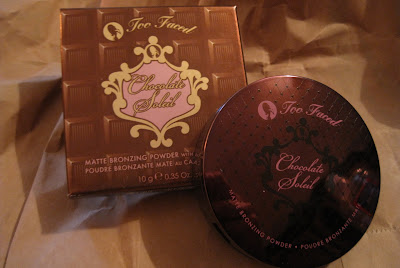 Too Faced
Chocolate
Soleil
MATTE BRONZING POWDER WITH
POUDRE BRONZANTE MATE AU
10 g e 0.35 Oz.
Too Faced
Chocolate
Soleil
MATTE BRONZING POWDER • POUDRE BRONZANTE